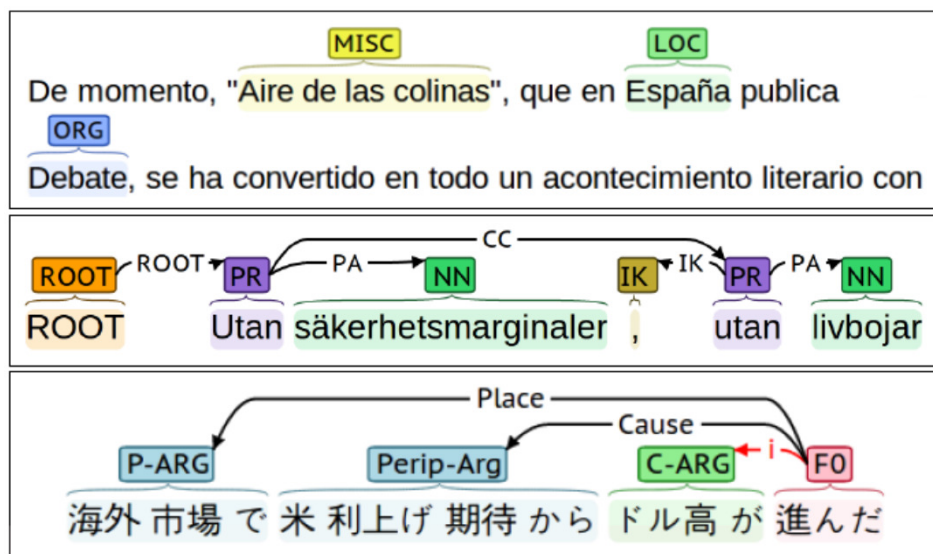 MISC LOC
De momento, "Aire de las colinas", que en España publica
ORG
Debate, se ha convertido en todo un acontecimiento literario con
CC
ROOT ROOT PR PA NN IK IK PR PA NN
ROOT Utan säkerhetsmarginaler , utan livbojar
Place
Cause
P-ARG Perip-Arg C-ARG i F0
海外 市場 で 米 利上げ 期待 から ドル高 が 進んだ